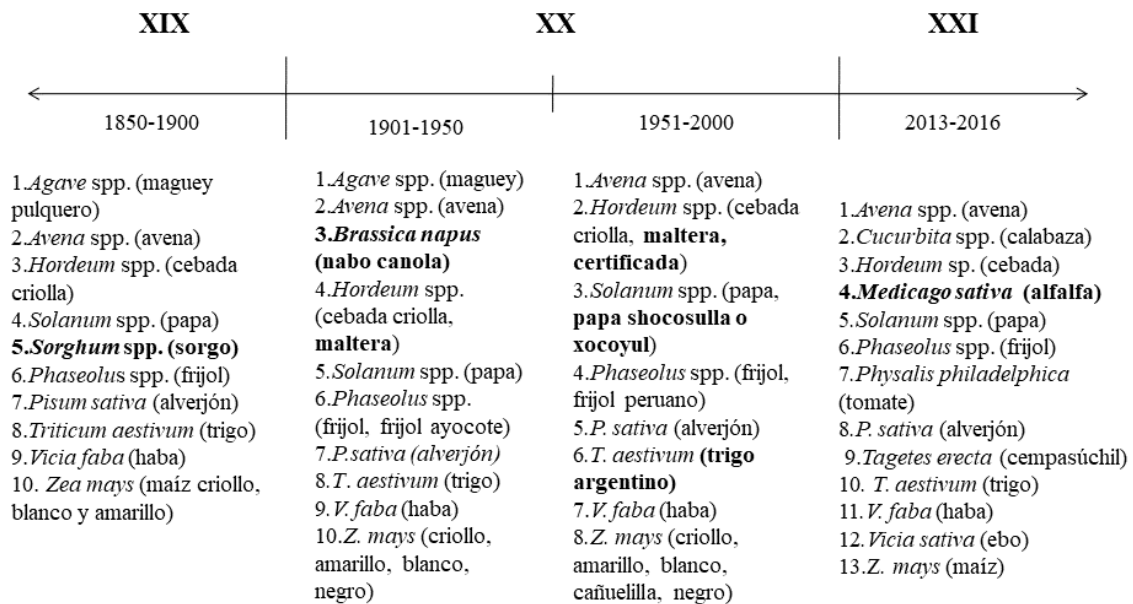 XIX
XX
XXI
1850-1900
1901-1950
1951-2000
2013-2016
1.Agave spp. (maguey
pulquero)
2.Avena spp. (avena)
3.Hordeum spp. (cebada
criolla)
4.Solanum spp. (papa)
5.Sorghum spp. (sorgo)
6.Phaseolus spp. (frijol)
7.Pisum sativa (alverjón)
8.Triticum aestivum (trigo)
9.Vicia faba (haba)
10. Zea mays (maíz criollo,
blanco y amarillo)
1.Agave spp. (maguey)
2.Avena spp. (avena)
3.Brassica napus
(nabo canola)
4.Hordeum spp.
(cebada criolla,
maltera)
5.Solanum spp. (papa)
6.Phaseolus spp.
(frijol, frijol ayocote)
7.P.sativa (alverjón)
8.T. aestivum (trigo)
9.V. faba (haba)
10.Z. mays (criollo,
amarillo, blanco,
negro)
1.Avena spp. (avena)
2.Hordeum spp. (cebada
criolla, maltera,
certificada)
3.Solanum spp. (papa,
papa shocosulla o
xocoyul)
4.Phaseolus spp. (frijol,
frijol peruano)
5.P. sativa (alverjón)
6.T. aestivum (trigo
argentino)
7.V. faba (haba)
8.Z. mays (criollo,
amarillo, blanco,
cañuelilla, negro)
1.Avena spp. (avena)
2.Cucurbita spp. (calabaza)
3.Hordeum sp. (cebada)
4.Medicago sativa (alfalfa)
5.Solanum spp. (papa)
6.Phaseolus spp. (frijol)
7.Physalis philadelphica
(tomate)
8.P. sativa (alverjón)
9.Tagetes erecta (cempasúchil)
10. T. aestivum (trigo)
11.V. faba (haba)
12.Vicia sativa (ebo)
13.Z. mays (maíz)